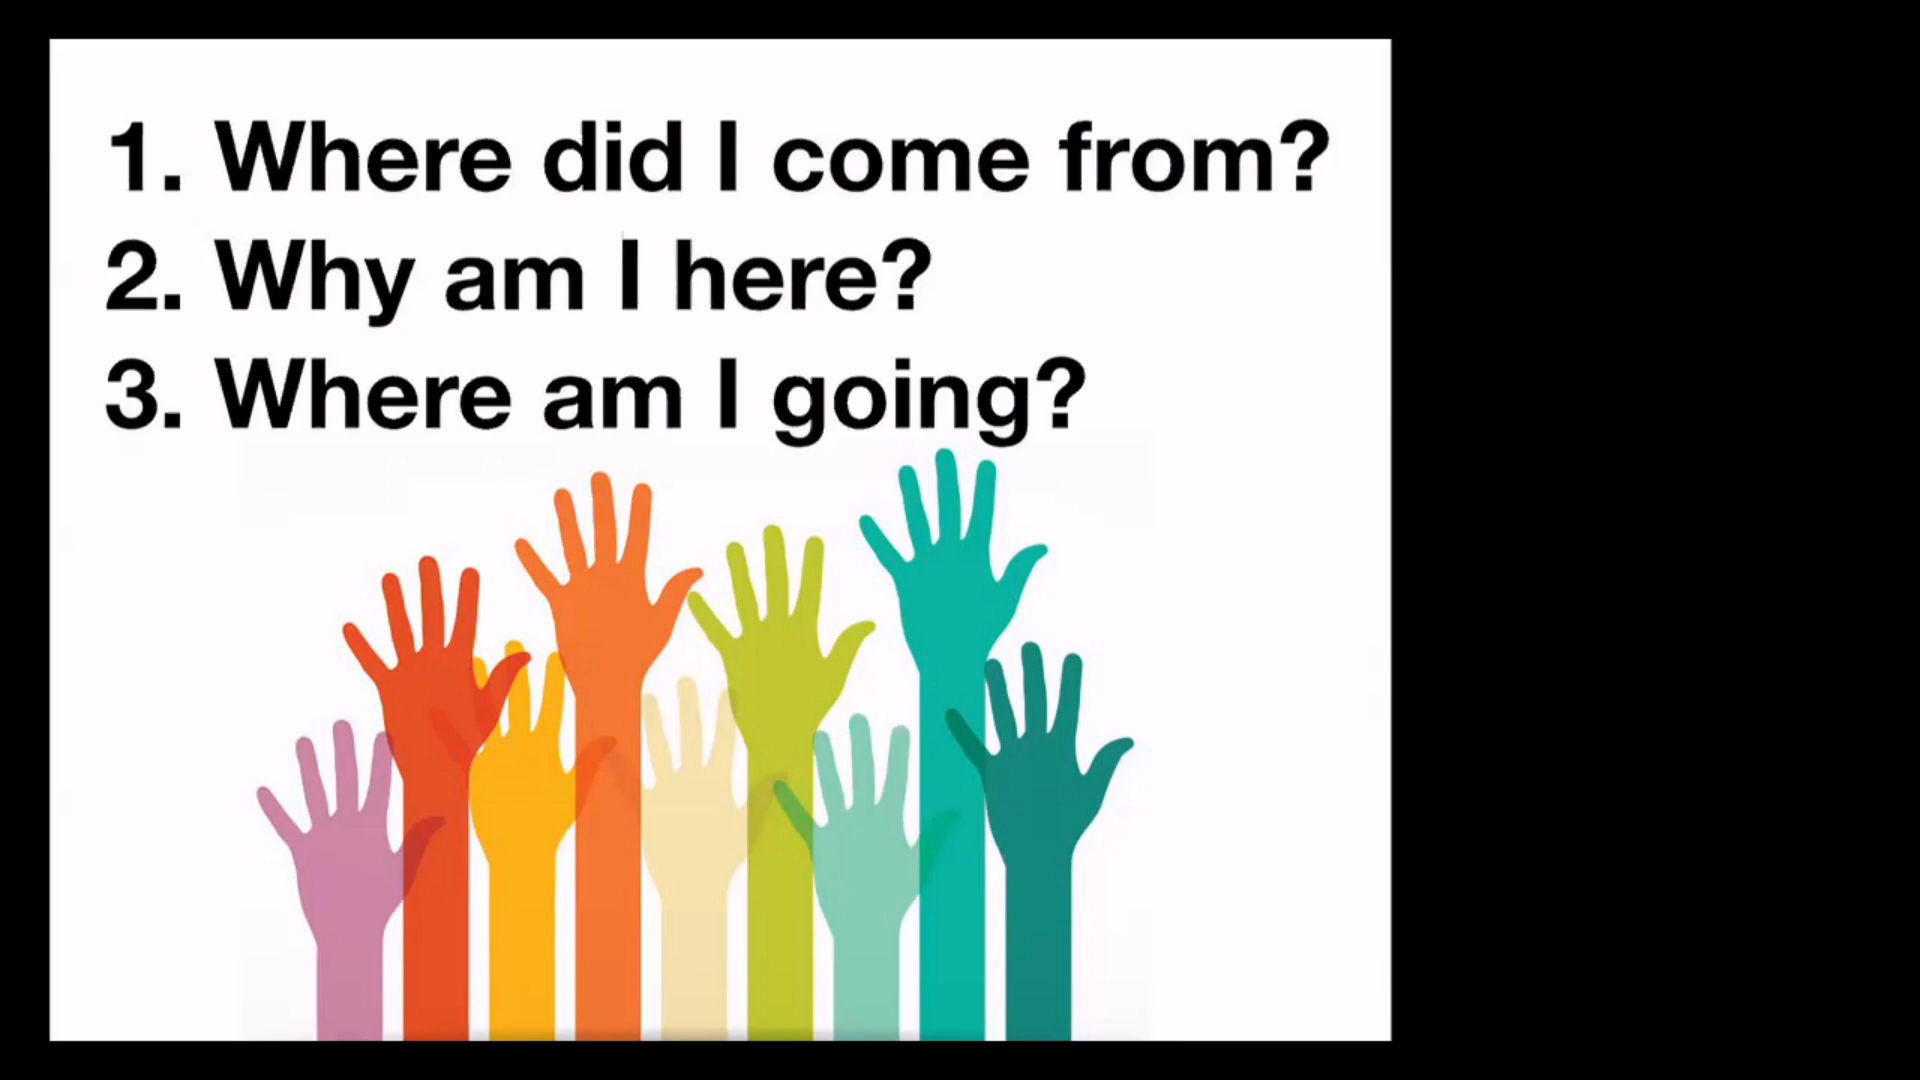 1. Where did I come from?
2. Why am I here?
3. Where am I going?